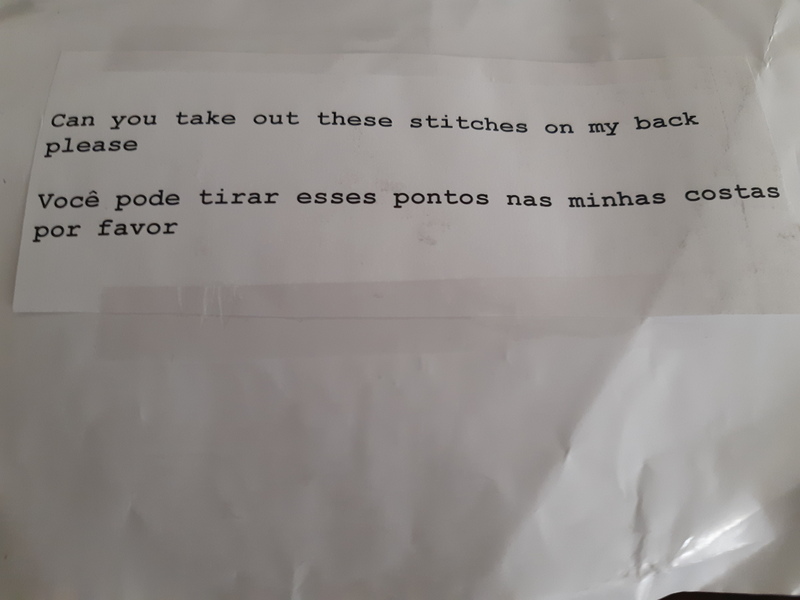 Can you take out these stitches on my back
please
Você pode tirar esses pontos nas minhas costas
por favor